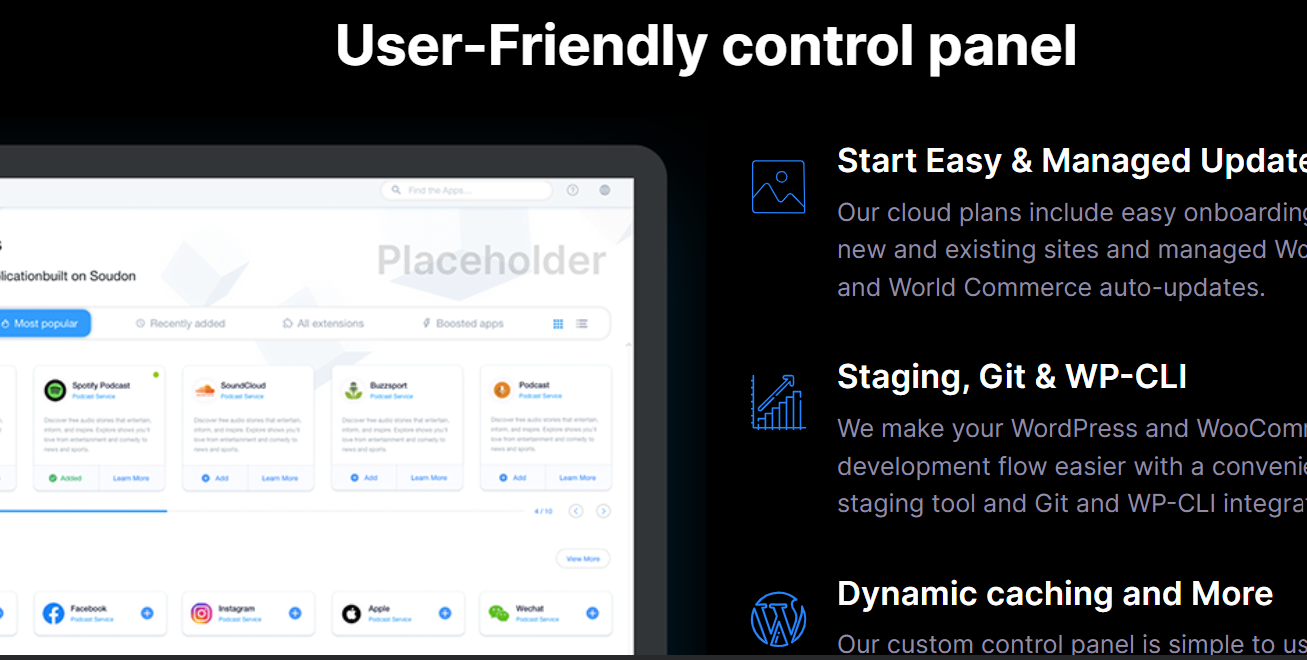 User-Friendly control panel
Start Easy & Managed Update
Our cloud plans include easy onboarding
new and existing sites and managed Wo
and World Commerce auto-updates.
Staging, Git & WP-CLI
We make your WordPress and WooComm
development flow easier with a convenie
staging tool and Git and WP-CLI integrat
Dynamic caching and More
Our custom control panel is simple to us
Find the Apps...
s
Placeholder
licationbuilt on Soudon
Most popular
Recently added
All extensions
Boosted apps
Spotify Podcast
Podcast Service
Discover free audio stories that entertain,
inform, and inspire. Explore shows you'll
love from entertainment and comedy to
news and sports.
Added
Learn More
SoundCloud
Podcast Service
Discover free audio stories that entertain,
inform, and inspire. Explore shows you'll
love from entertainment and comedy to
news and sports.
Add
Learn More
Buzzsport
Podcast Service
Discover free audio stories that entertain,
inform, and inspire. Explore shows you'll
love from entertainment and comedy to
news and sports.
Add
Learn More
Podcast
Podcast Service
Discover free audio stories that entertain,
inform, and inspire. Explore shows you'll
love from entertainment and comedy to
news and sports.
Add
Learn More
4 / 10
View More
Facebook
Podcast Service
Instagram
Podcast Service
Apple
Podcast Service
Wechat
Podcast Service